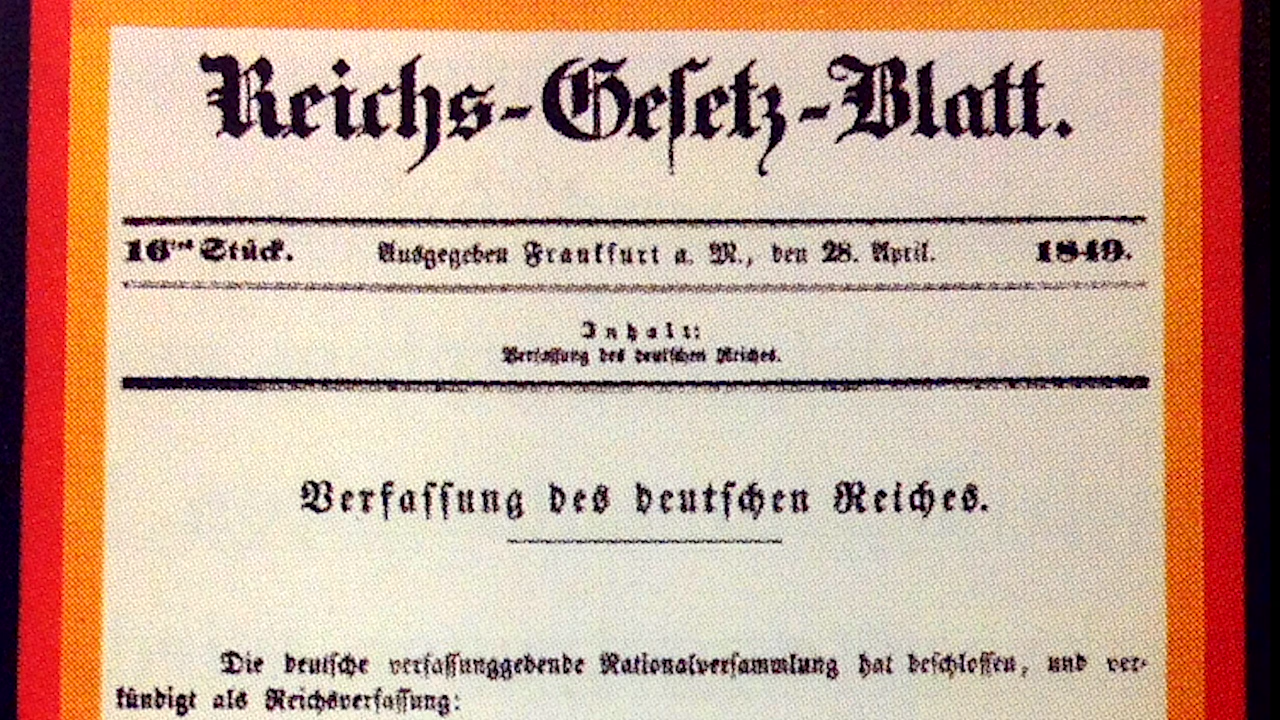 Reichs-Gesetz-Blatt.
16tes Stück. Ausgegeben Frankfurt a. M., den 28. April. 1849.
Inhalt:
Verfassung des deutschen Reiches.
Verfassung des deutschen Reiches.
Die deutsche verfassunggebende Nationalversammlung hat beschlossen, und ver-
kündigt als Reichsverfassung: